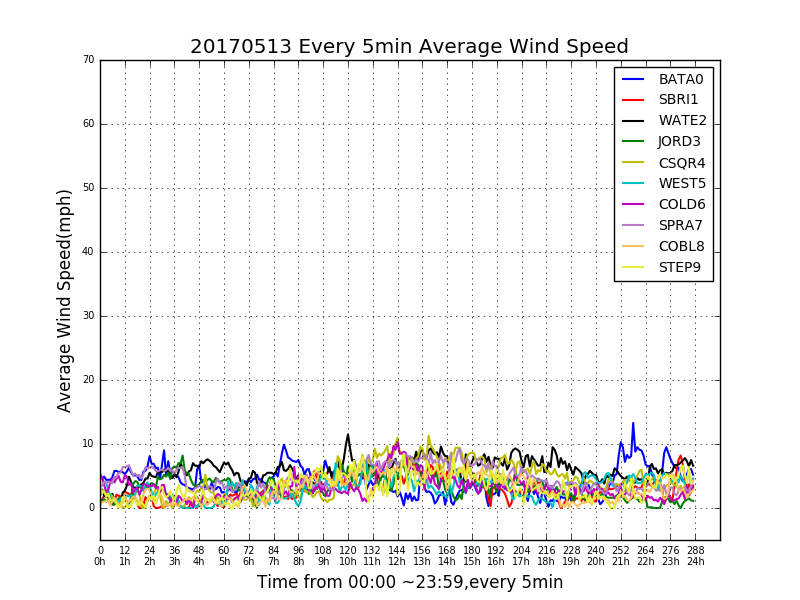 20170513 Every 5min Average Wind Speed
70
60
50
40
30
20
10
0
Average Wind Speed(mph)
BATA0
SBRI1
WATE2
JORD3
CSQR4
WEST5
COLD6
SPRA7
COBL8
STEP9
0 12 24 36 48 60 72 84 96 108 120 132 144 156 168 180 192 204 216 228 240 252 264 276 288
0h 1h 2h 3h 4h 5h 6h 7h 8h 9h 10h 11h 12h 13h 14h 15h 16h 17h 18h 19h 20h 21h 22h 23h 24h
Time from 00:00 ~23:59,every 5min